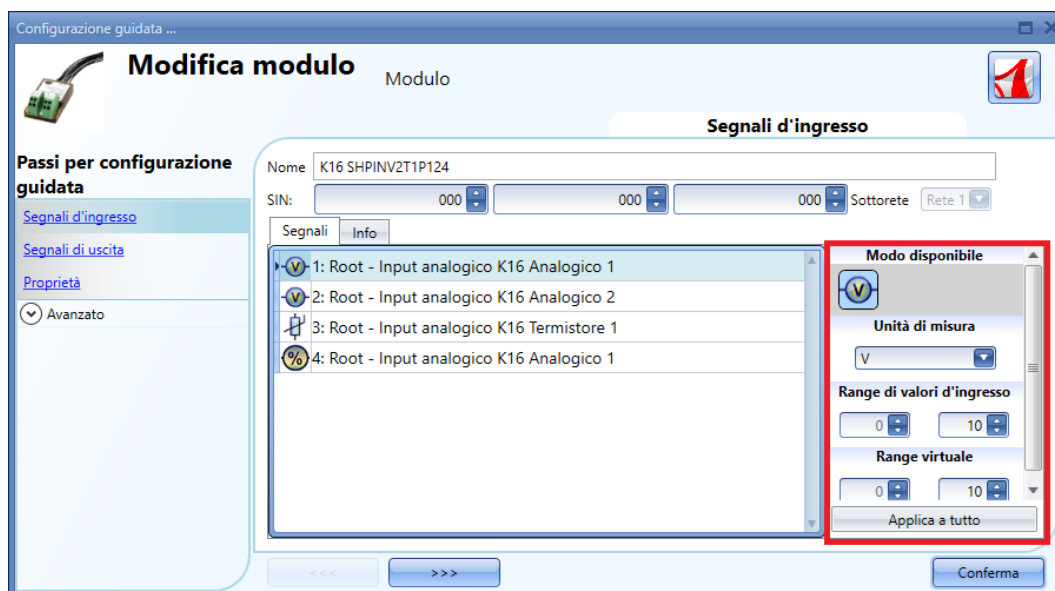 Configurazione guidata ...
Modifica modulo
Modulo
Segnali d'ingresso
Passi per configurazione
guidata
Segnali d'ingresso
Segnali di uscita
Proprietà
Avanzato
Nome K16 SHPINV2T1P124
SIN: 000 000 000 Sottorete Rete 1
Segnali Info
V 1: Root - Input analogico K16 Analogico 1
V 2: Root - Input analogico K16 Analogico 2
3: Root - Input analogico K16 Termistore 1
% 4: Root - Input analogico K16 Analogico 1
Modo disponibile
V
Unità di misura
V
Range di valori d'ingresso
0 10
Range virtuale
0 10
Applica a tutto
<<< >>> Conferma